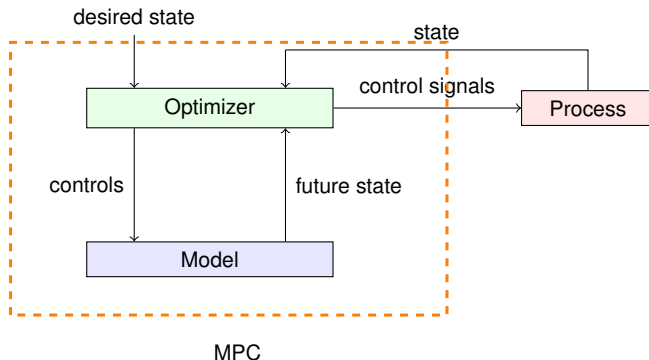 desired state
state
control signals
Optimizer
Process
controls
future state
Model
MPC